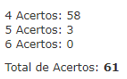 4 Acertos: 58
5 Acertos: 3
6 Acertos: 0
Total de Acertos: 61